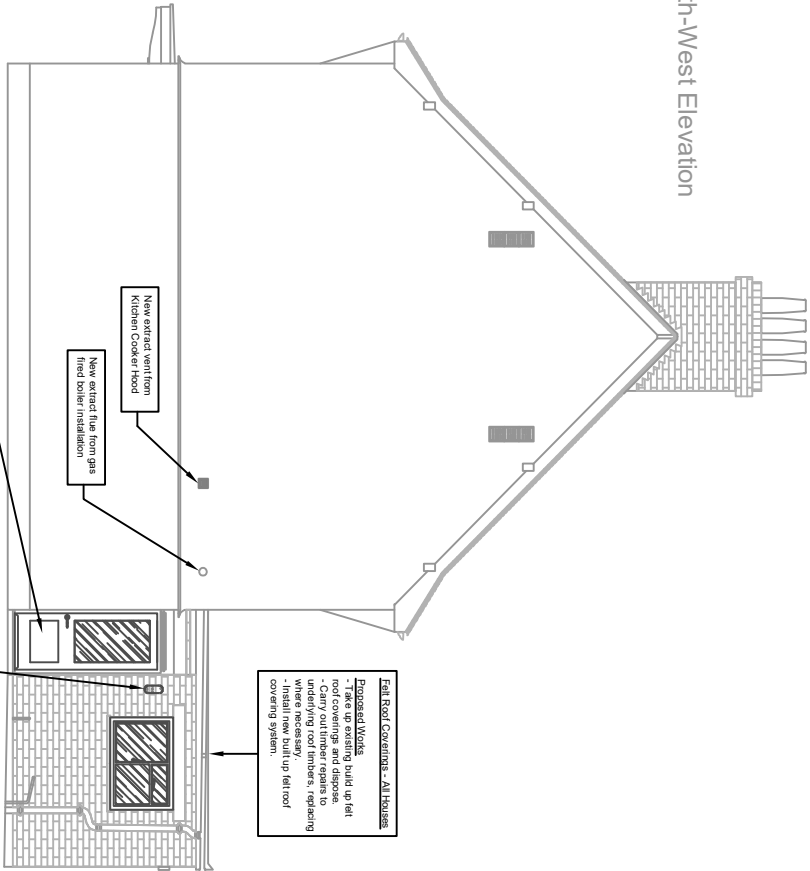 th-West Elevation
New extract vent from
Kitchen Cooker Hood
New extract flue from gas
fired boiler installation
Felt Roof Coverings - All Houses
Proposed Works
- Take up existing build up felt
roof coverings and dispose.
- Carry out timber repairs to
underlying roof timbers, replacing
where necessary.
- Install new built up felt roof
covering system.